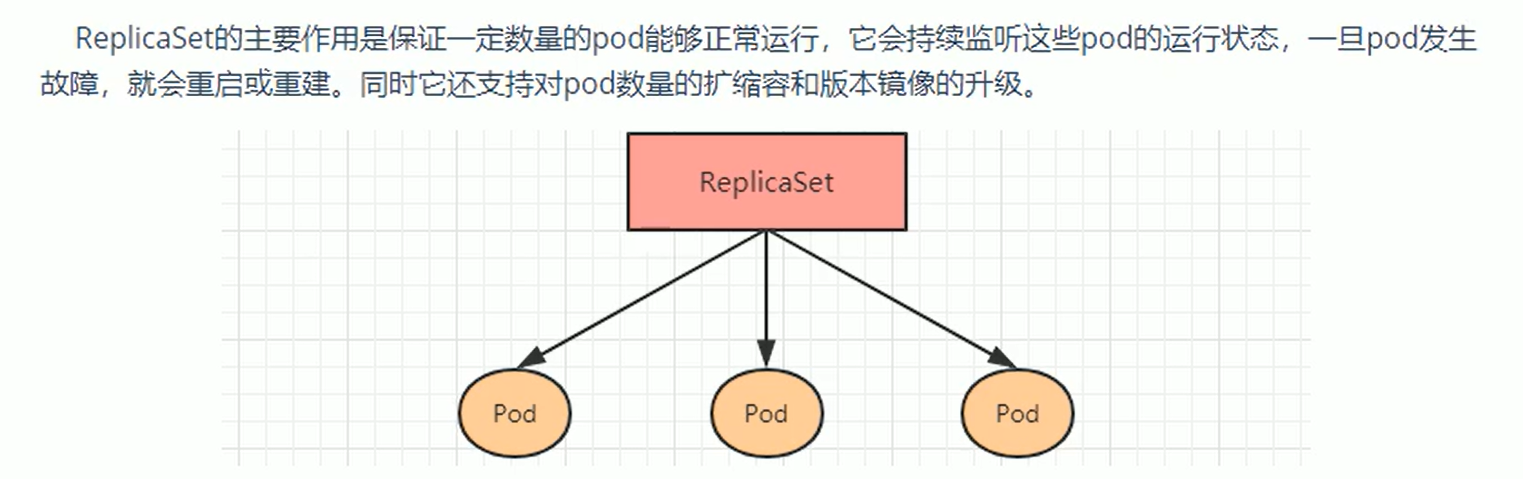 ReplicaSet的主要作用是保证一定数量的pod能够正常运行，它会持续监听这些pod的运行状态，一旦pod发生
故障，就会重启或重建。同时它还支持对pod数量的扩缩容和版本镜像的升级。
ReplicaSet
Pod Pod Pod